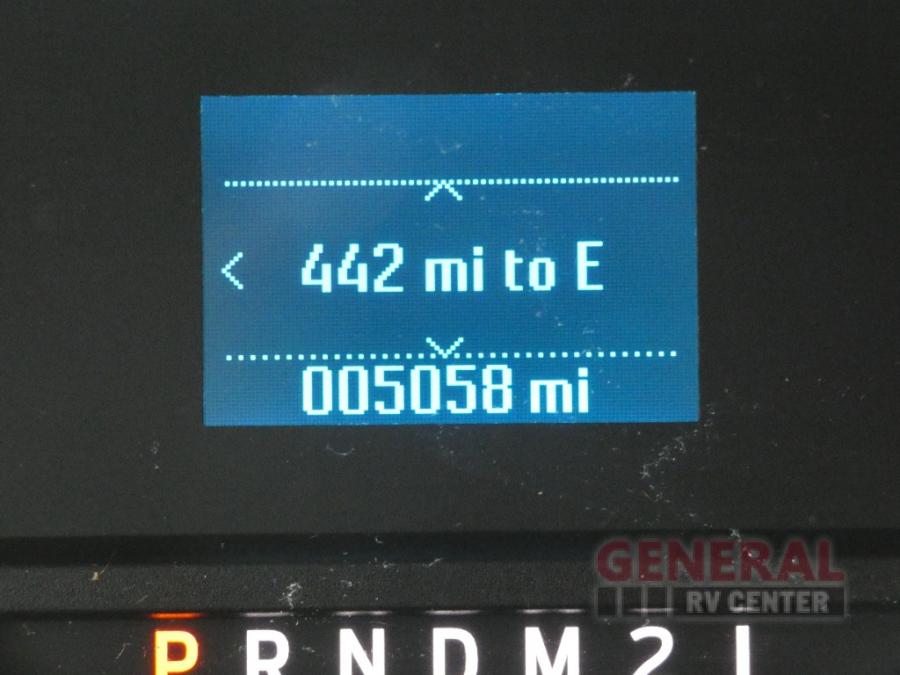 442 mi to E
005058 mi
GENERAL
RV CENTER
P R N D M 2 1